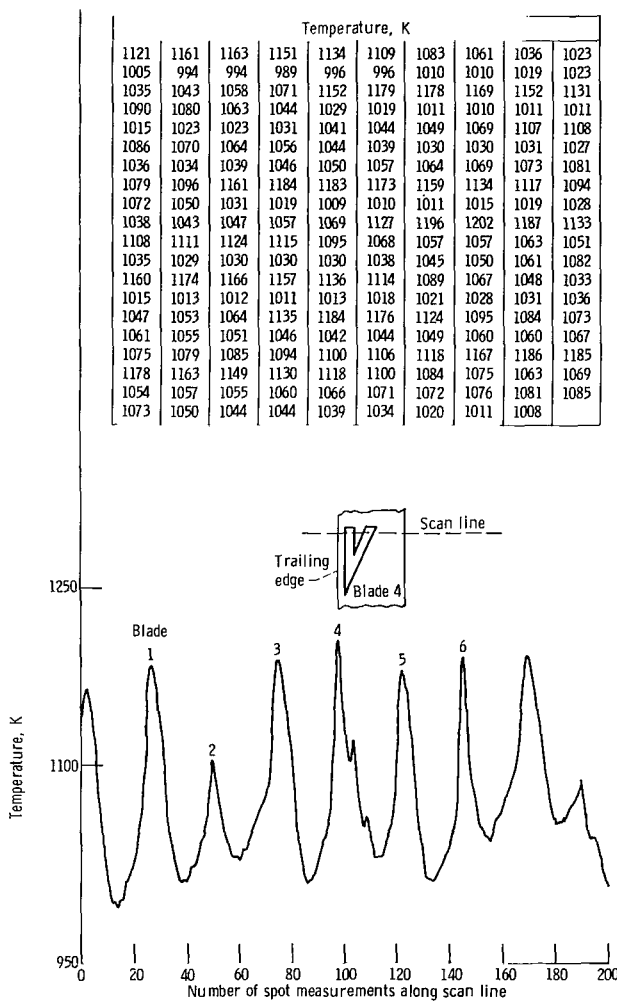 Temperature, K
1121 1161 1163 1151 1134 1109 1083 1061 1036 1023
1005 994 994 989 996 996 1010 1010 1019 1023
1035 1043 1058 1071 1152 1179 1178 1169 1152 1131
1090 1080 1063 1044 1029 1019 1011 1010 1011 1011
1015 1023 1023 1031 1041 1044 1049 1069 1107 1108
1086 1070 1064 1056 1044 1039 1030 1030 1031 1027
1036 1034 1039 1046 1050 1057 1064 1069 1073 1081
1079 1096 1161 1184 1183 1173 1159 1134 1117 1094
1072 1050 1031 1019 1009 1010 1011 1015 1019 1028
1038 1043 1047 1057 1069 1127 1196 1202 1187 1133
1108 1111 1124 1115 1095 1068 1057 1057 1063 1051
1035 1029 1030 1030 1030 1038 1045 1050 1061 1082
1160 1174 1166 1157 1136 1114 1089 1067 1048 1033
1015 1013 1012 1011 1013 1018 1021 1028 1031 1036
1047 1053 1064 1135 1184 1176 1124 1095 1084 1073
1061 1055 1051 1046 1042 1044 1049 1060 1060 1067
1075 1079 1085 1094 1100 1106 1118 1167 1186 1185
1178 1163 1149 1130 1118 1100 1084 1075 1063 1069
1054 1057 1055 1060 1066 1071 1072 1076 1081 1085
1073 1050 1044 1044 1039 1034 1020 1011 1008
Scan line
Trailing
edge
Blade 4
1250
Blade
1
2
3
4
5
6
1100
Temperature, K
950
0 20 40 60 80 100 120 140 160 180 200
Number of spot measurements along scan line